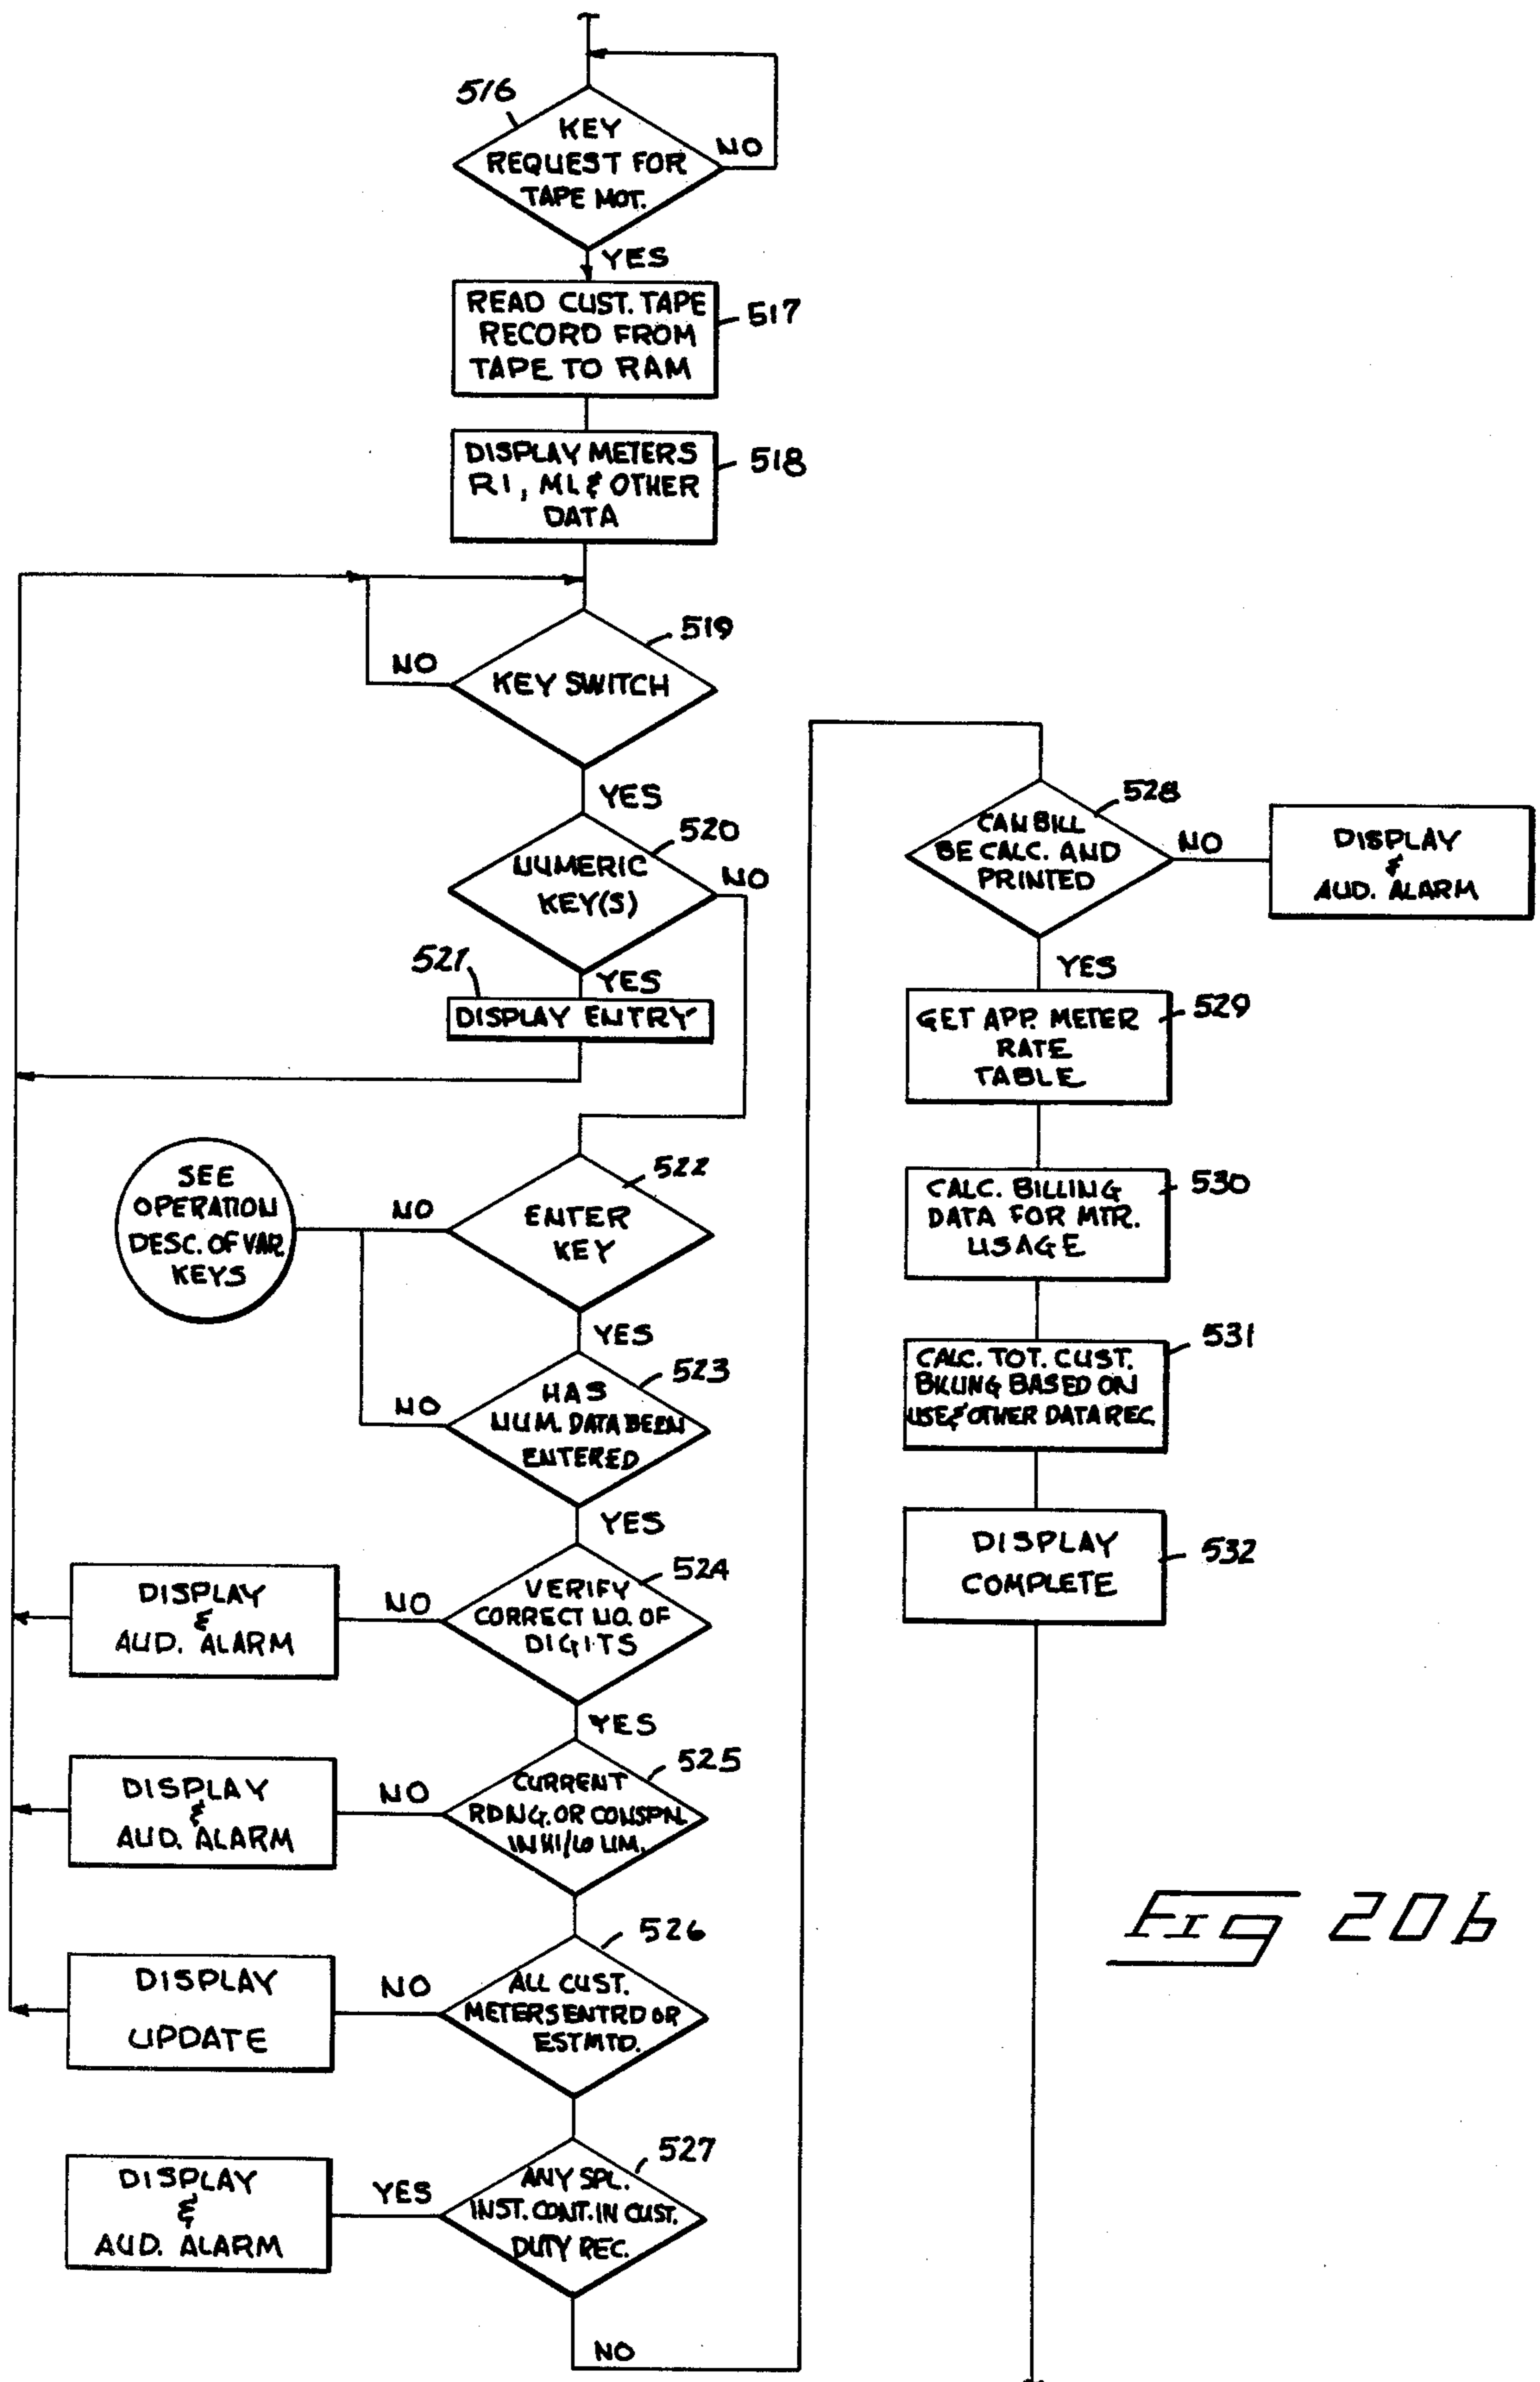 516
KEY
REQUEST FOR
TAPE MOT.
NO
YES
READ CUST. TAPE
RECORD FROM
TAPE TO RAM
517
DISPLAY METERS
RI, ML & OTHER
DATA
518
519
NO
KEY SWITCH
YES
520
NUMERIC
KEY(S)
NO
521
YES
DISPLAY ENTRY
SEE
OPERATION
DESC. OF VAR.
KEYS
NO
522
ENTER
KEY
YES
523
NO
HAS
NUM. DATA BEEN
ENTERED
YES
524
DISPLAY
&
AUD. ALARM
NO
VERIFY
CORRECT NO. OF
DIGITS
YES
525
DISPLAY
&
AUD. ALARM
NO
CURRENT
RDNG. OR CONSPN.
IN HI/LO LIM.
526
DISPLAY
UPDATE
NO
ALL CUST.
METERS ENTRD OR
ESTMTD.
527
DISPLAY
&
AUD. ALARM
YES
ANY SPL.
INST. CONT. IN CUST.
DUTY REC.
NO
528
CAN BILL
BE CALC. AND
PRINTED
NO
DISPLAY
&
AUD. ALARM
YES
GET APP. METER
RATE
TABLE
529
CALC. BILLING
DATA FOR MTR.
USAGE
530
CALC. TOT. CUST.
BILLING BASED ON
USE & OTHER DATA REC.
531
DISPLAY
COMPLETE
532
FIG 20b